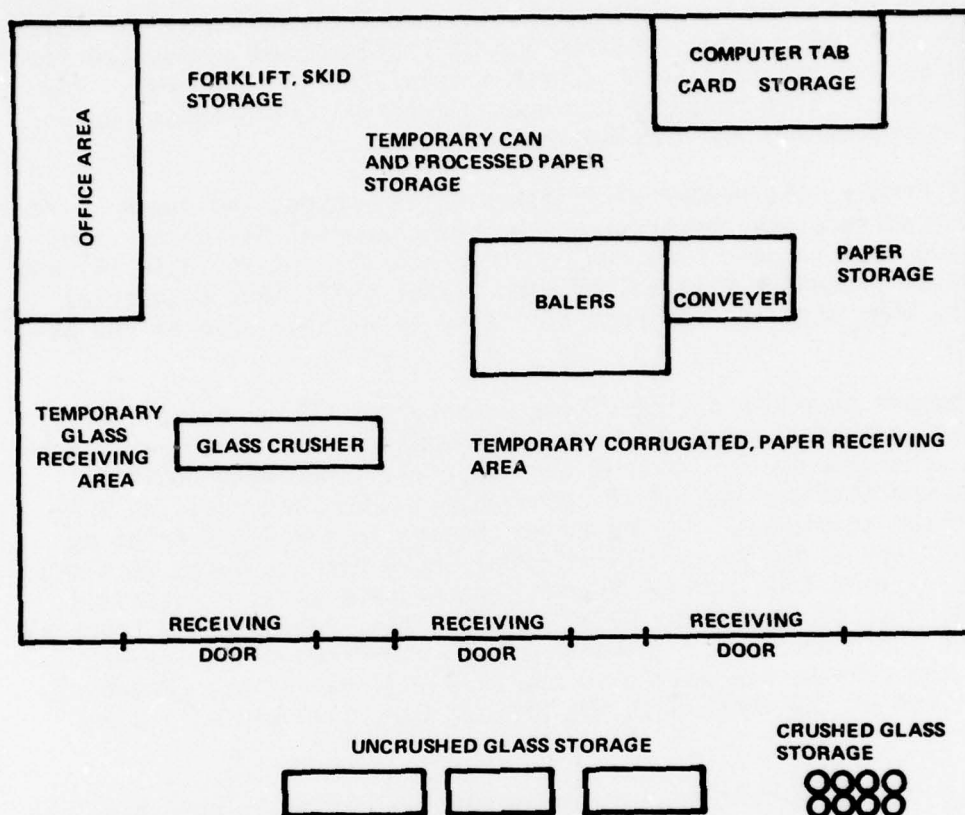 COMPUTER TAB
CARD STORAGE
FORKLIFT, SKID
STORAGE
OFFICE AREA
TEMPORARY CAN
AND PROCESSED PAPER
STORAGE
PAPER
STORAGE
BALERS
CONVEYER
TEMPORARY
GLASS
RECEIVING
AREA
GLASS CRUSHER
TEMPORARY CORRUGATED, PAPER RECEIVING
AREA
RECEIVING
DOOR
RECEIVING
DOOR
RECEIVING
DOOR
UNCRUSHED GLASS STORAGE
CRUSHED GLASS
STORAGE